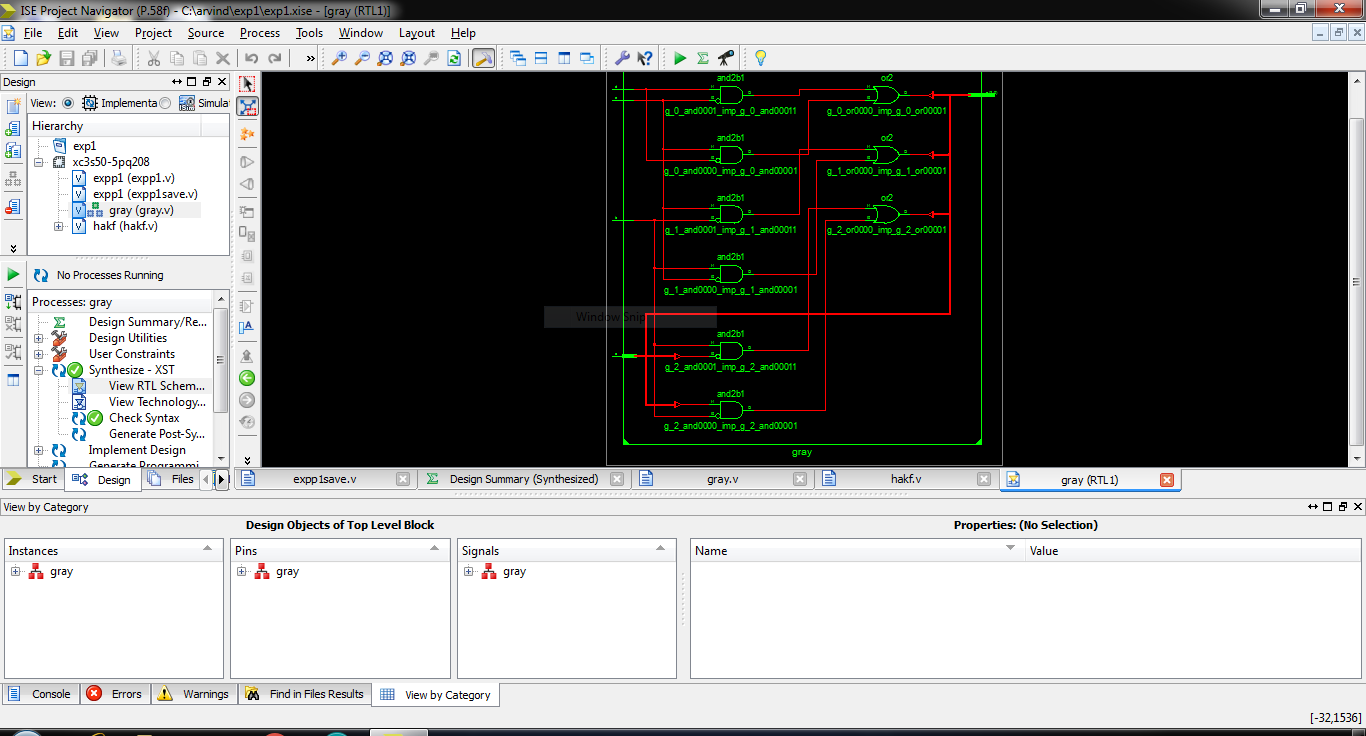 ISE Project Navigator (P.58f) - C:\arvind\exp1\exp1.xise - [gray (RTL1)]
File Edit View Project Source Process Tools Window Layout Help
Design
View: Implementa Simulat
Hierarchy
exp1
xc3s50-5pq208
expp1 (expp1.v)
expp1 (expp1save.v)
gray (gray.v)
hakf (hakf.v)
No Processes Running
Processes: gray
Design Summary/Re...
Design Utilities
User Constraints
Synthesize - XST
View RTL Schem...
View Technology...
Check Syntax
Generate Post-Sy...
Implement Design
Generate Programmi
and2b1 or2
g_0_and0001_imp_g_0_and00011 g_0_or0000_imp_g_0_or00001
and2b1 or2
g_0_and0000_imp_g_0_and00001 g_1_or0000_imp_g_1_or00001
and2b1 or2
g_1_and0001_imp_g_1_and00011 g_2_or0000_imp_g_2_or00001
and2b1
g_1_and0000_imp_g_1_and00001
Window Snip
and2b1
g_2_and0001_imp_g_2_and00011
and2b1
g_2_and0000_imp_g_2_and00001
gray
Start Design Files
expp1save.v Design Summary (Synthesized) gray.v hakf.v gray (RTL1)
View by Category
Design Objects of Top Level Block Properties: (No Selection)
Instances Pins Signals Name Value
gray gray gray
Console Errors Warnings Find in Files Results View by Category
[-32,1536]